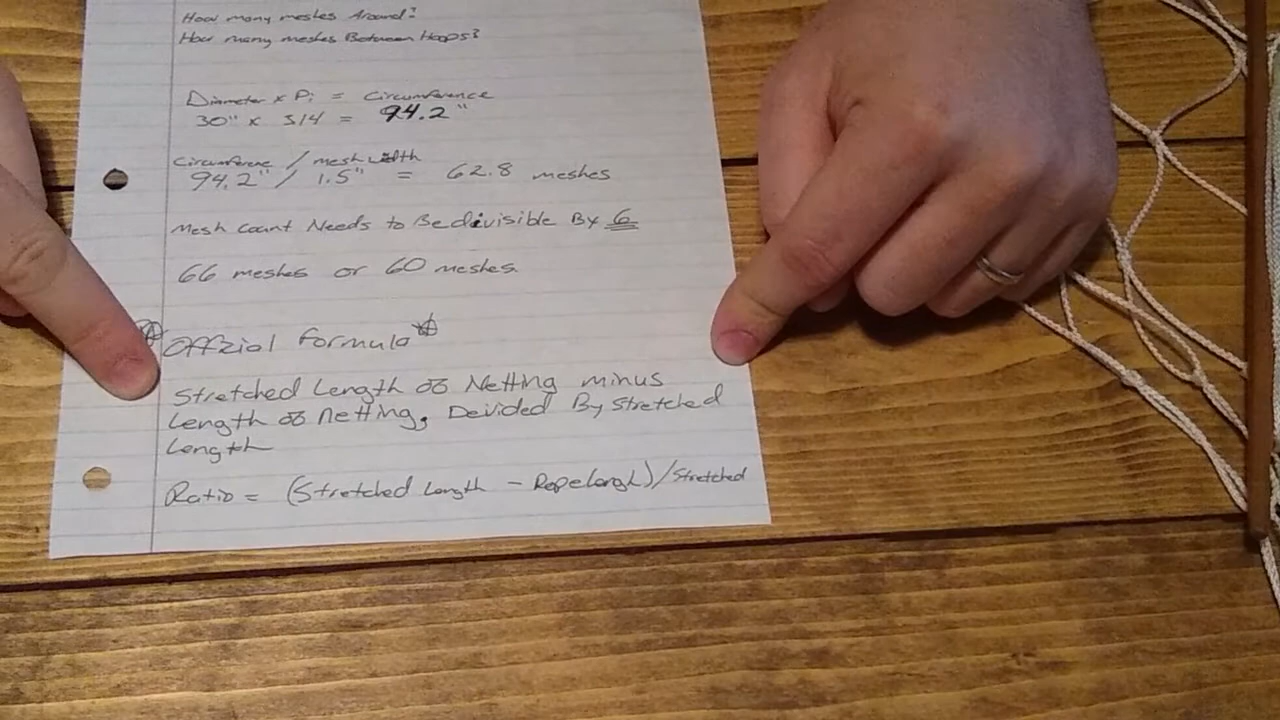 How many meshes Around?
How many meshes Between Hoops?
Diameter x Pi = Circumference
30" x 314 = 94.2"
Circumference / mesh width
94.2" / 1.5" = 62.8 meshes
Mesh Count Needs to Be divisible By 6
66 meshes or 60 meshes.
Official Formula
Stretched Length of Netting minus
Length of Netting, Devided By Stretched
Length
Ratio = (Stretched Length - Rope Length) / Stretched